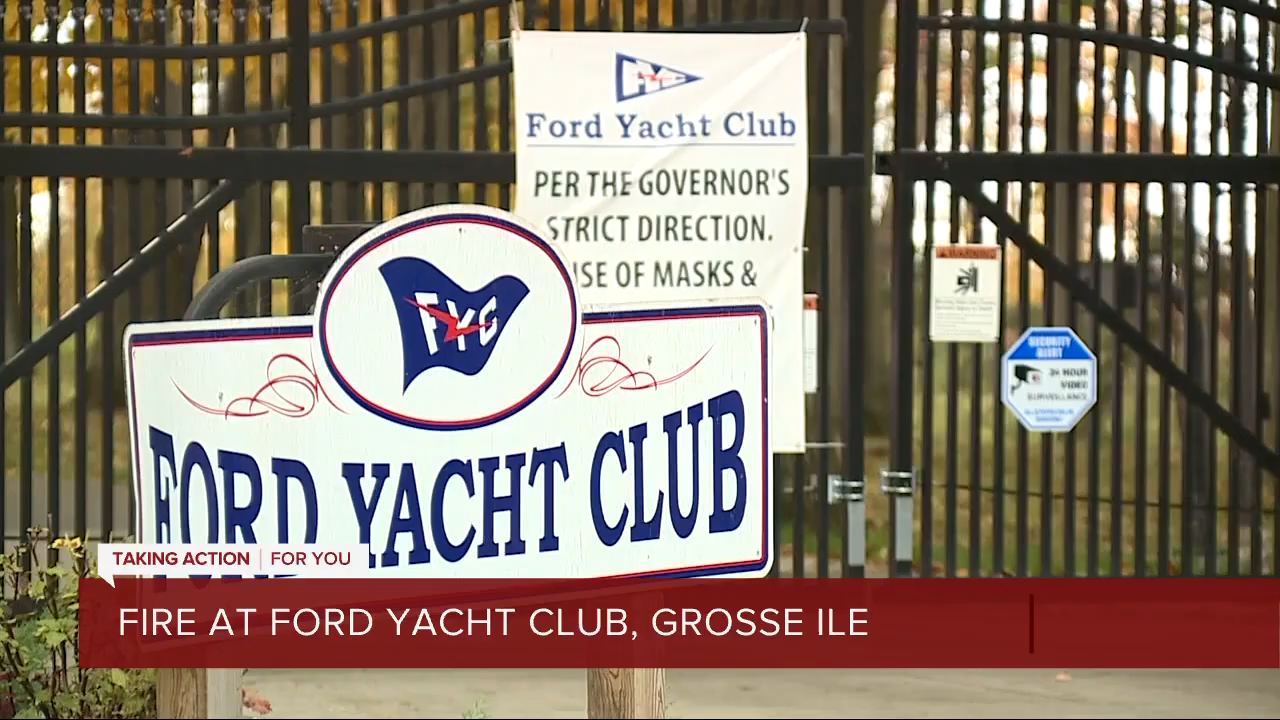 FYC
Ford Yacht Club
PER THE GOVERNOR'S
STRICT DIRECTION.
USE OF MASKS &
FYC
FORD YACHT CLUB
WARNING
SECURITY
ALERT
24 HOUR
VIDEO
SURVEILLANCE
TAKING ACTION | FOR YOU
FIRE AT FORD YACHT CLUB, GROSSE ILE